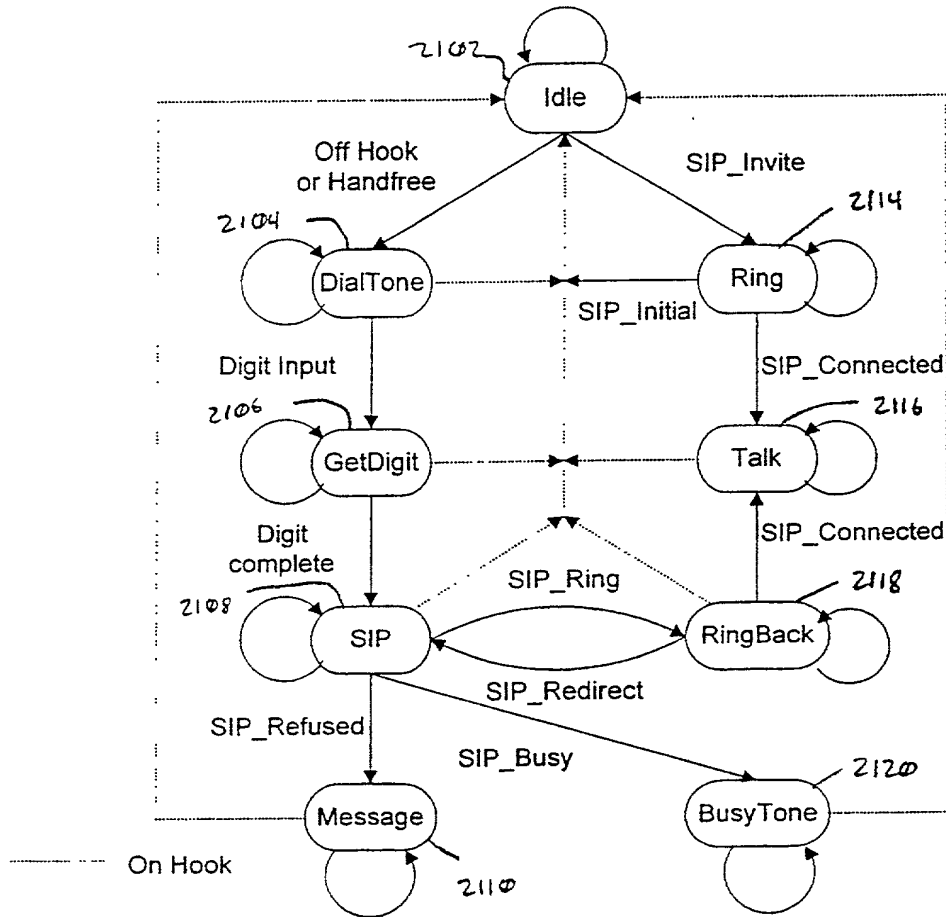 2102
Idle
Off Hook
or Handfree
SIP_Invite
2104
2114
DialTone
Ring
SIP_Initial
Digit Input
SIP_Connected
2106
2116
GetDigit
Talk
Digit
complete
SIP_Connected
SIP_Ring
2108
2118
SIP
RingBack
SIP_Redirect
SIP_Refused
SIP_Busy
2120
Message
BusyTone
On Hook
2110